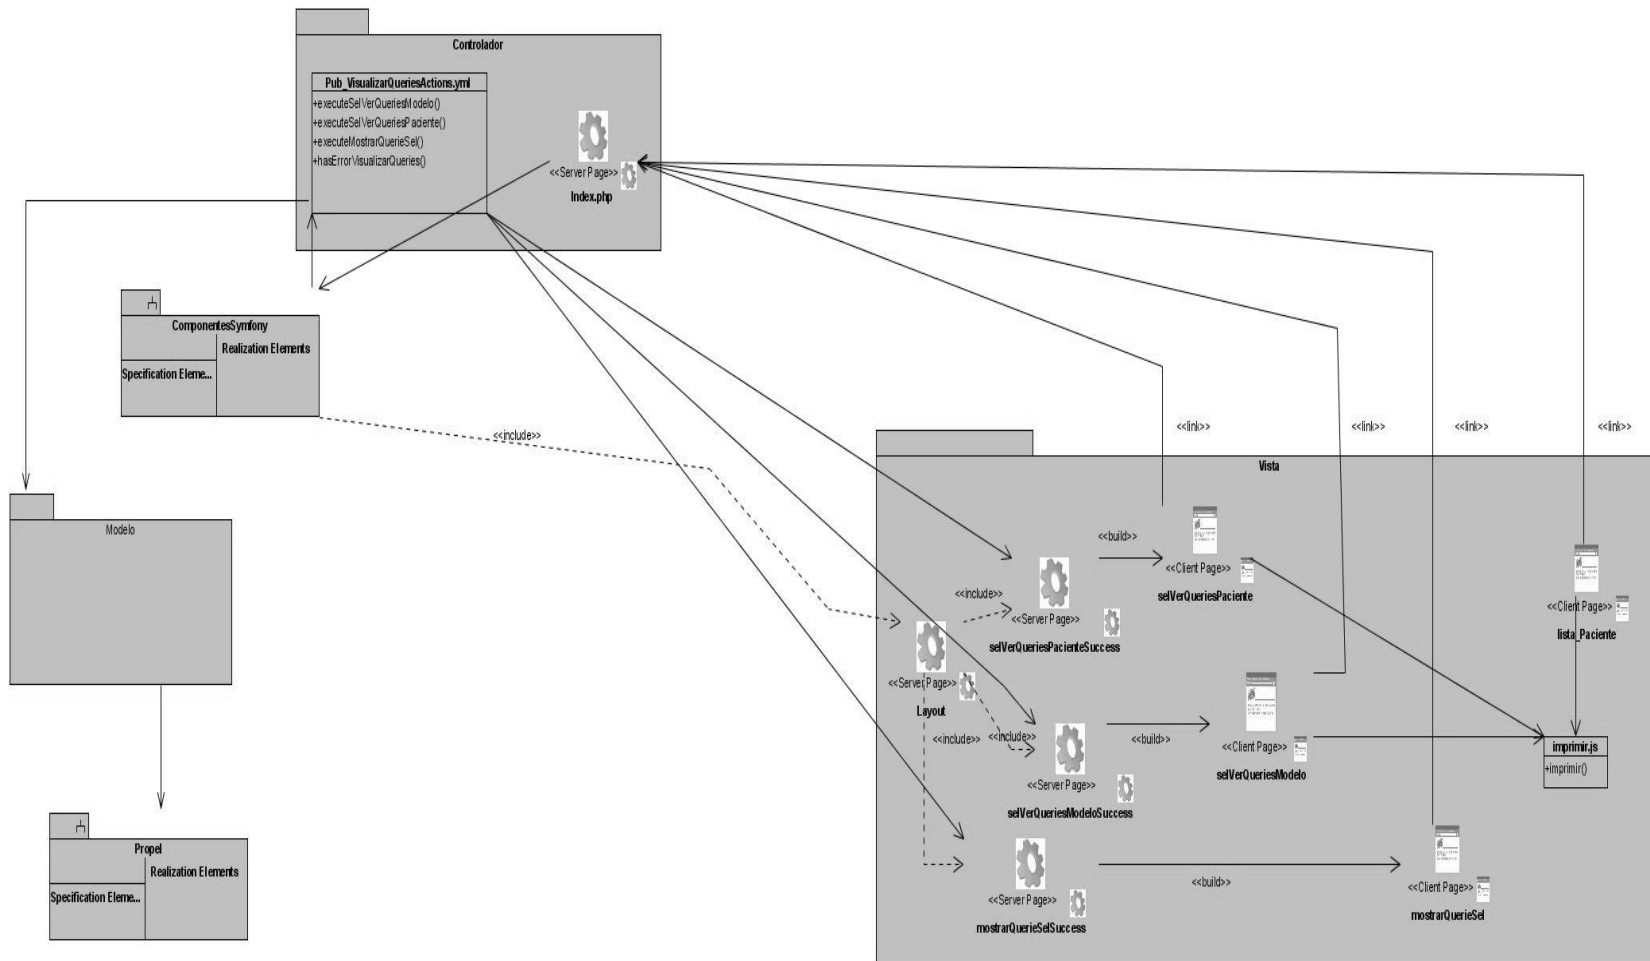 Controlador
Pub_VisualizarQueriesActions.yml
+executeSelVerQueriesModelo()
+executeSelVerQueriesPaciente()
+executeMostrarQuerieSel()
+hasErrorVisualizarQueries()
<<Server Page>>
Index.php
ComponentesSymfony
Realization Elements
Specification Eleme...
<<include>>
<<link>>
<<link>>
<<link>>
<<link>>
Vista
Modelo
<<build>>
<<Client Page>>
selVerQueriesPaciente
<<include>>
<<Server Page>>
selVerQueriesPacienteSuccess
<<Client Page>>
lista_Paciente
<<Server Page>>
Layout
<<include>>
<<include>>
<<build>>
<<Client Page>>
selVerQueriesModelo
imprimir.js
+imprimir()
<<Server Page>>
selVerQueriesModeloSuccess
Propel
Realization Elements
Specification Eleme...
<<build>>
<<Server Page>>
mostrarQuerieSelSuccess
<<Client Page>>
mostrarQuerieSel